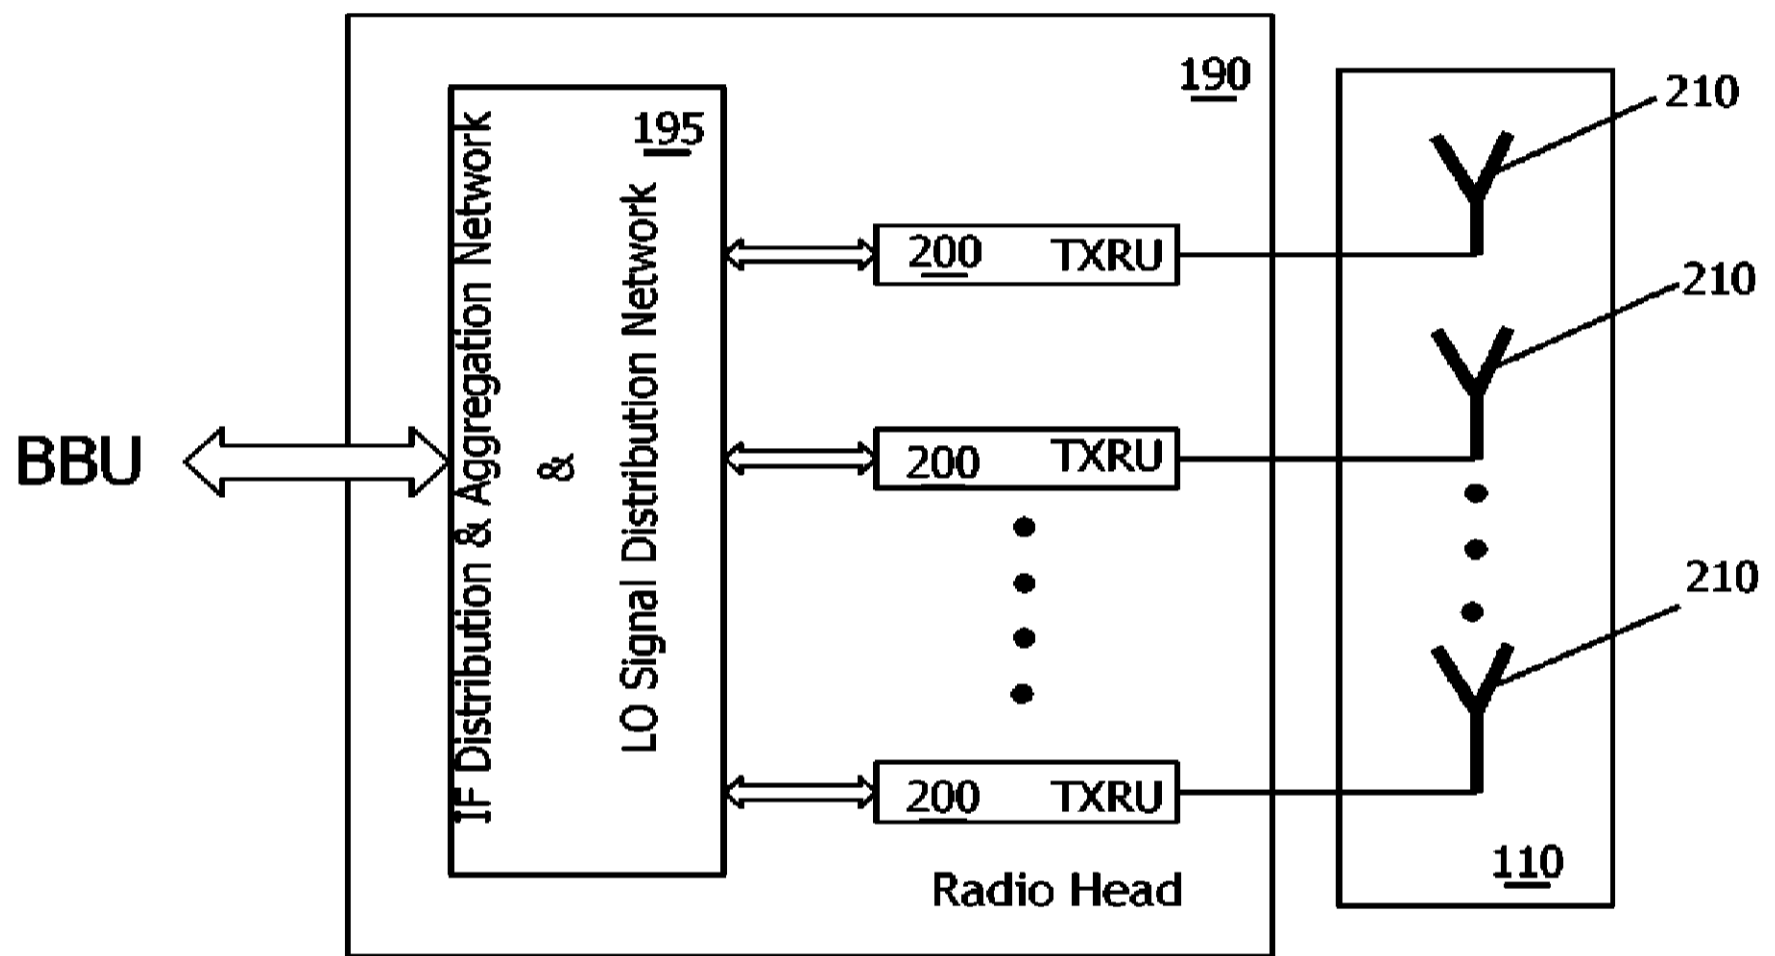 190
210
195
IF Distribution & Aggregation Network
&
LO Signal Distribution Network
200 TXRU
210
BBU
200 TXRU
210
200 TXRU
Radio Head
110